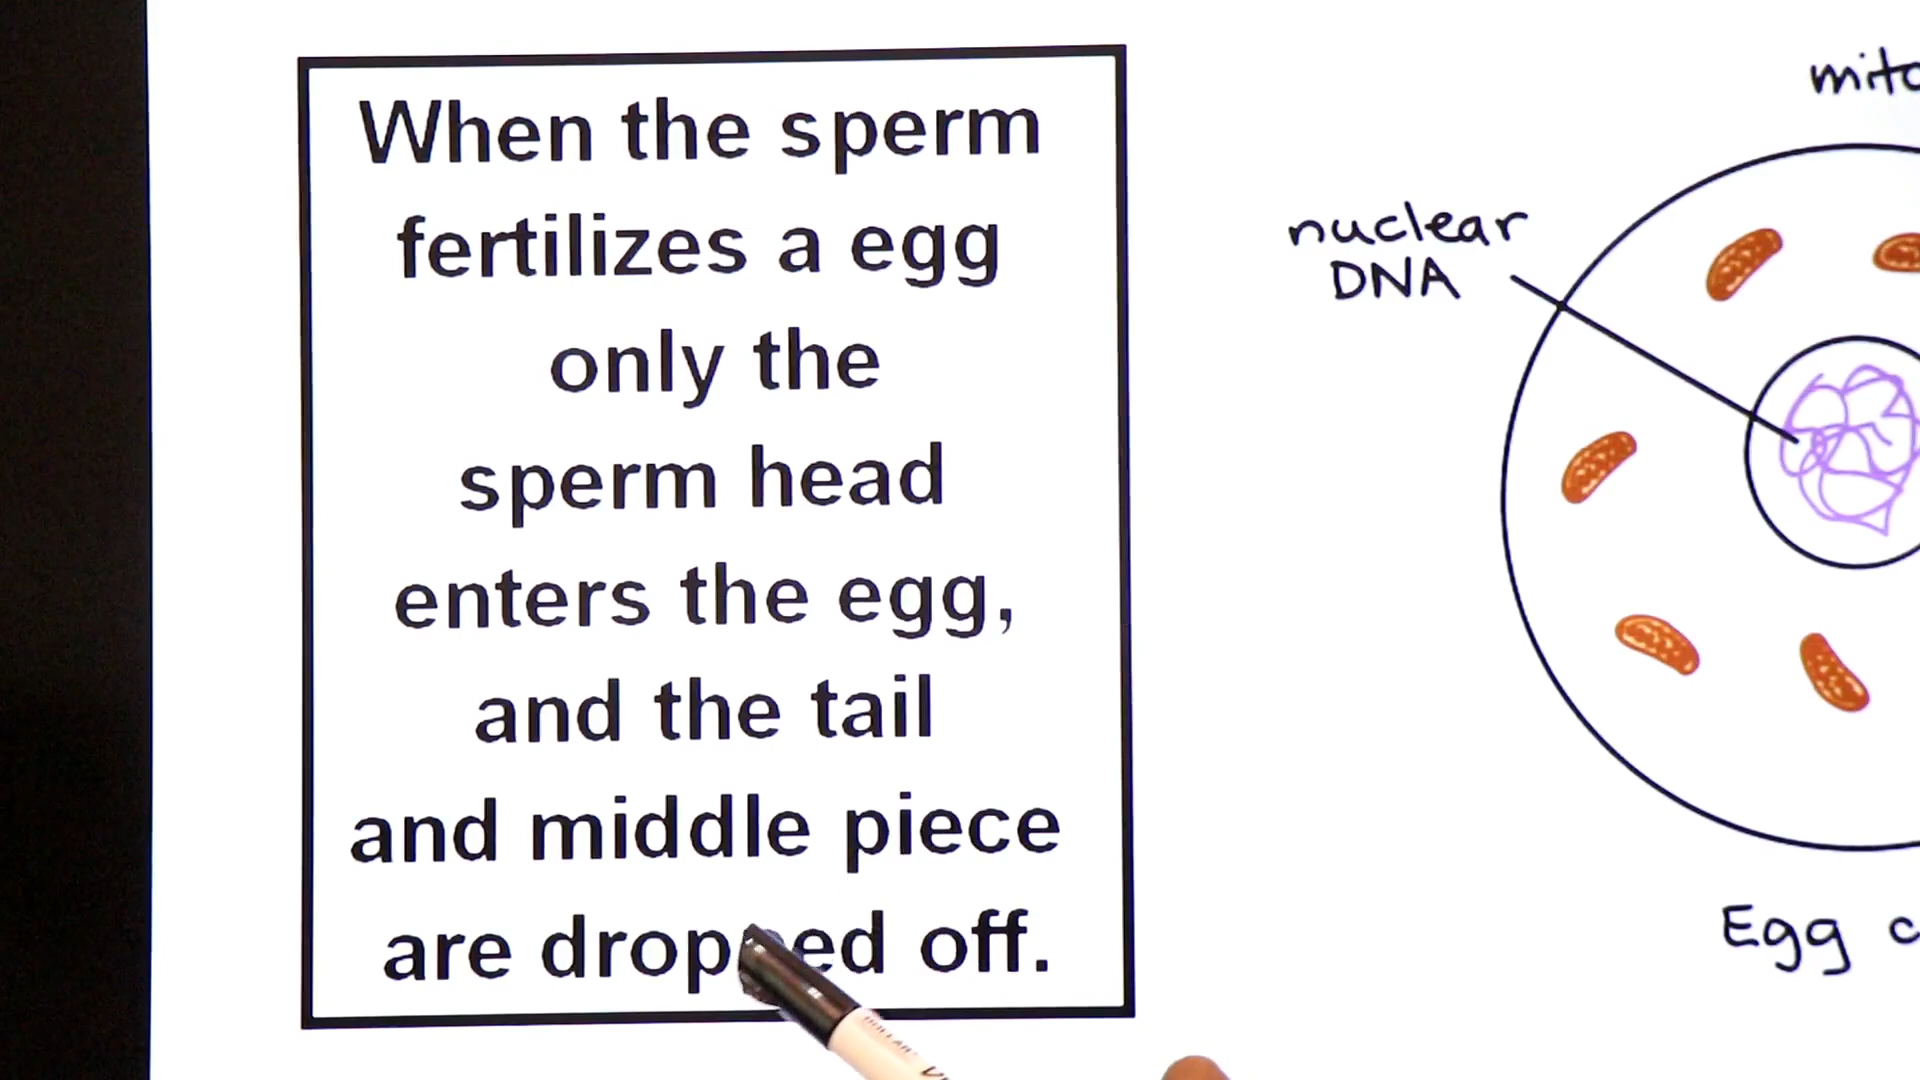 When the sperm
fertilizes a egg
only the
sperm head
enters the egg,
and the tail
and middle piece
are dropped off.
nuclear
DNA
Egg